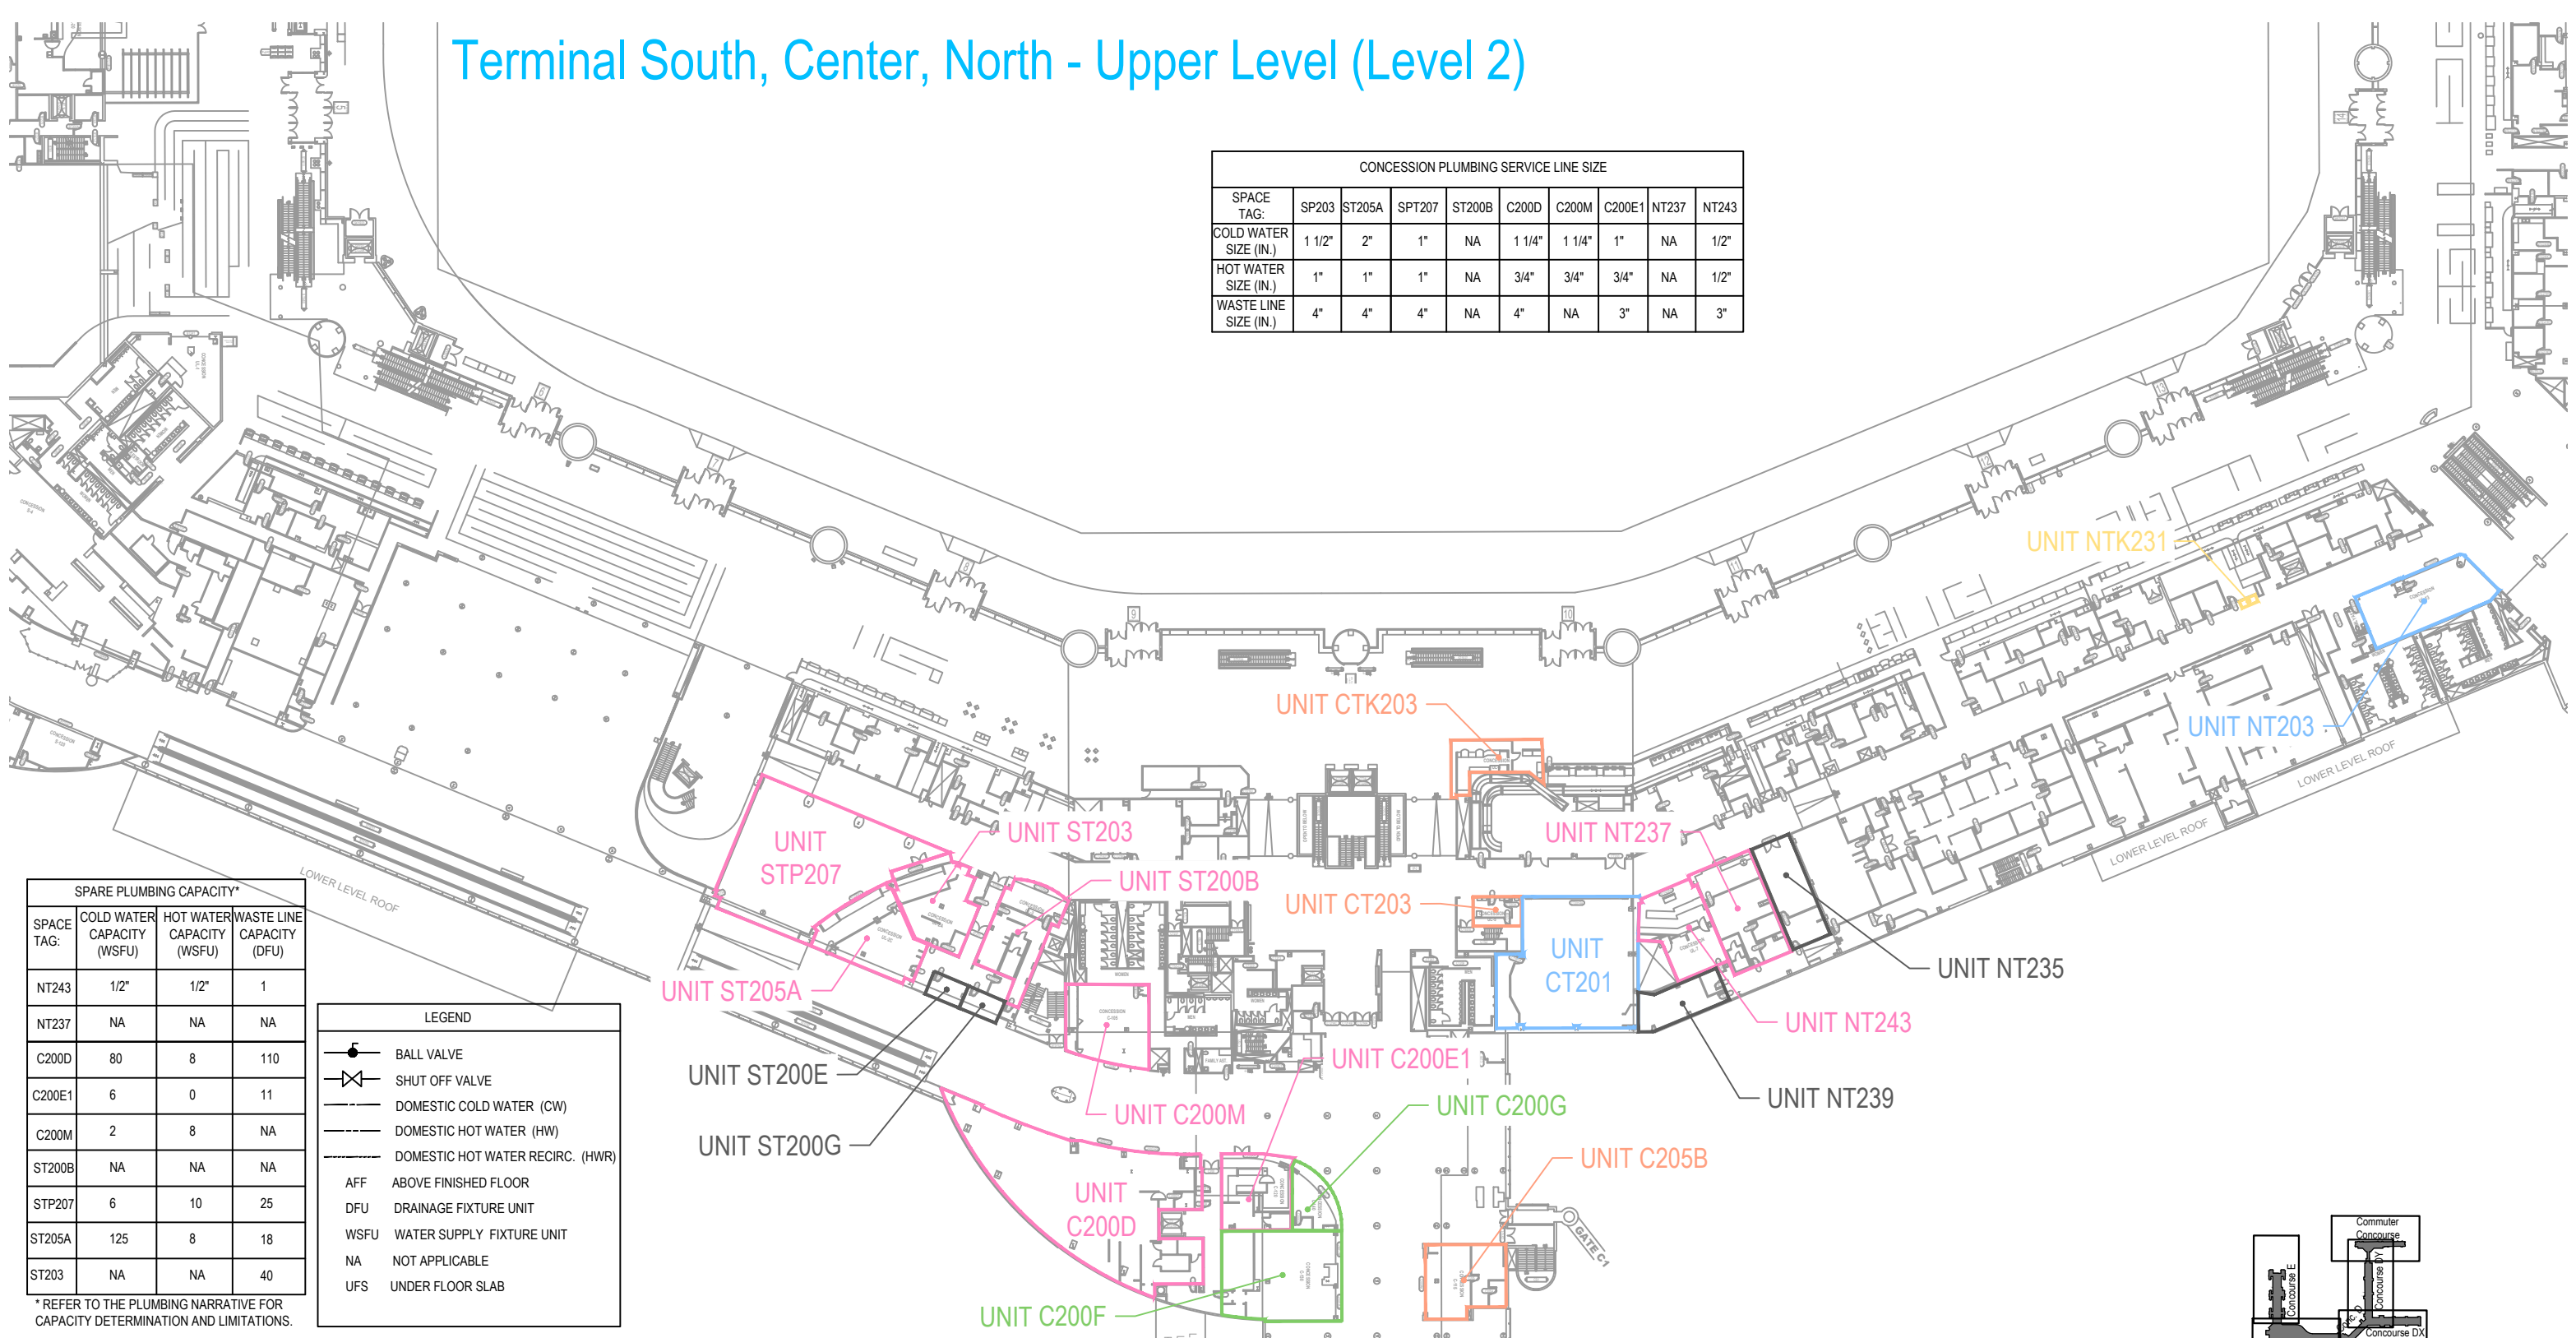 Terminal South, Center, North - Upper Level (Level 2)
CONCESSION PLUMBING SERVICE LINE SIZE
SPACE TAG: SP203 ST205A SPT207 ST200B C200D C200M C200E1 NT237 NT243
COLD WATER SIZE (IN.) 1 1/2" 2" 1" NA 1 1/4" 1 1/4" 1" NA 1/2"
HOT WATER SIZE (IN.) 1" 1" 1" NA 3/4" 3/4" 3/4" NA 1/2"
WASTE LINE SIZE (IN.) 4" 4" 4" NA 4" NA 3" NA 3"
6
7
8
9
10
11
12
13
UNIT NTK231
UNIT NT203
LOWER LEVEL ROOF
LOWER LEVEL ROOF
UNIT CTK203
UNIT ST203
UNIT NT237
UNIT
STP207
UNIT ST200B
UNIT CT203
UNIT
CT201
LOWER LEVEL ROOF
UNIT ST205A
UNIT NT235
UNIT NT243
UNIT ST200E
UNIT C200E1
UNIT NT239
UNIT C200M
UNIT C200G
UNIT ST200G
UNIT C205B
UNIT
C200D
GATE C1
UNIT C200F
SPARE PLUMBING CAPACITY*
SPACE TAG: COLD WATER CAPACITY (WSFU) HOT WATER CAPACITY (WSFU) WASTE LINE CAPACITY (DFU)
NT243 1/2" 1/2" 1
NT237 NA NA NA
C200D 80 8 110
C200E1 6 0 11
C200M 2 8 NA
ST200B NA NA NA
STP207 6 10 25
ST205A 125 8 18
ST203 NA NA 40
* REFER TO THE PLUMBING NARRATIVE FOR
CAPACITY DETERMINATION AND LIMITATIONS.
LEGEND
BALL VALVE
SHUT OFF VALVE
DOMESTIC COLD WATER (CW)
DOMESTIC HOT WATER (HW)
DOMESTIC HOT WATER RECIRC. (HWR)
AFF ABOVE FINISHED FLOOR
DFU DRAINAGE FIXTURE UNIT
WSFU WATER SUPPLY FIXTURE UNIT
NA NOT APPLICABLE
UFS UNDER FLOOR SLAB
Commuter
Concourse
Concourse E
Concourse DY
Concourse DX